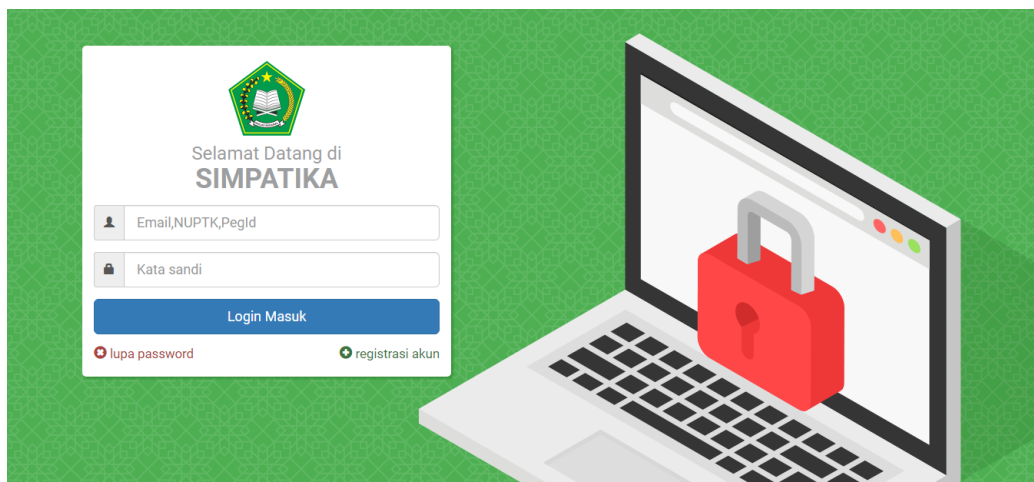 Selamat Datang di
SIMPATIKA
Email,NUPTK,PegId
Kata sandi
Login Masuk
lupa password
registrasi akun